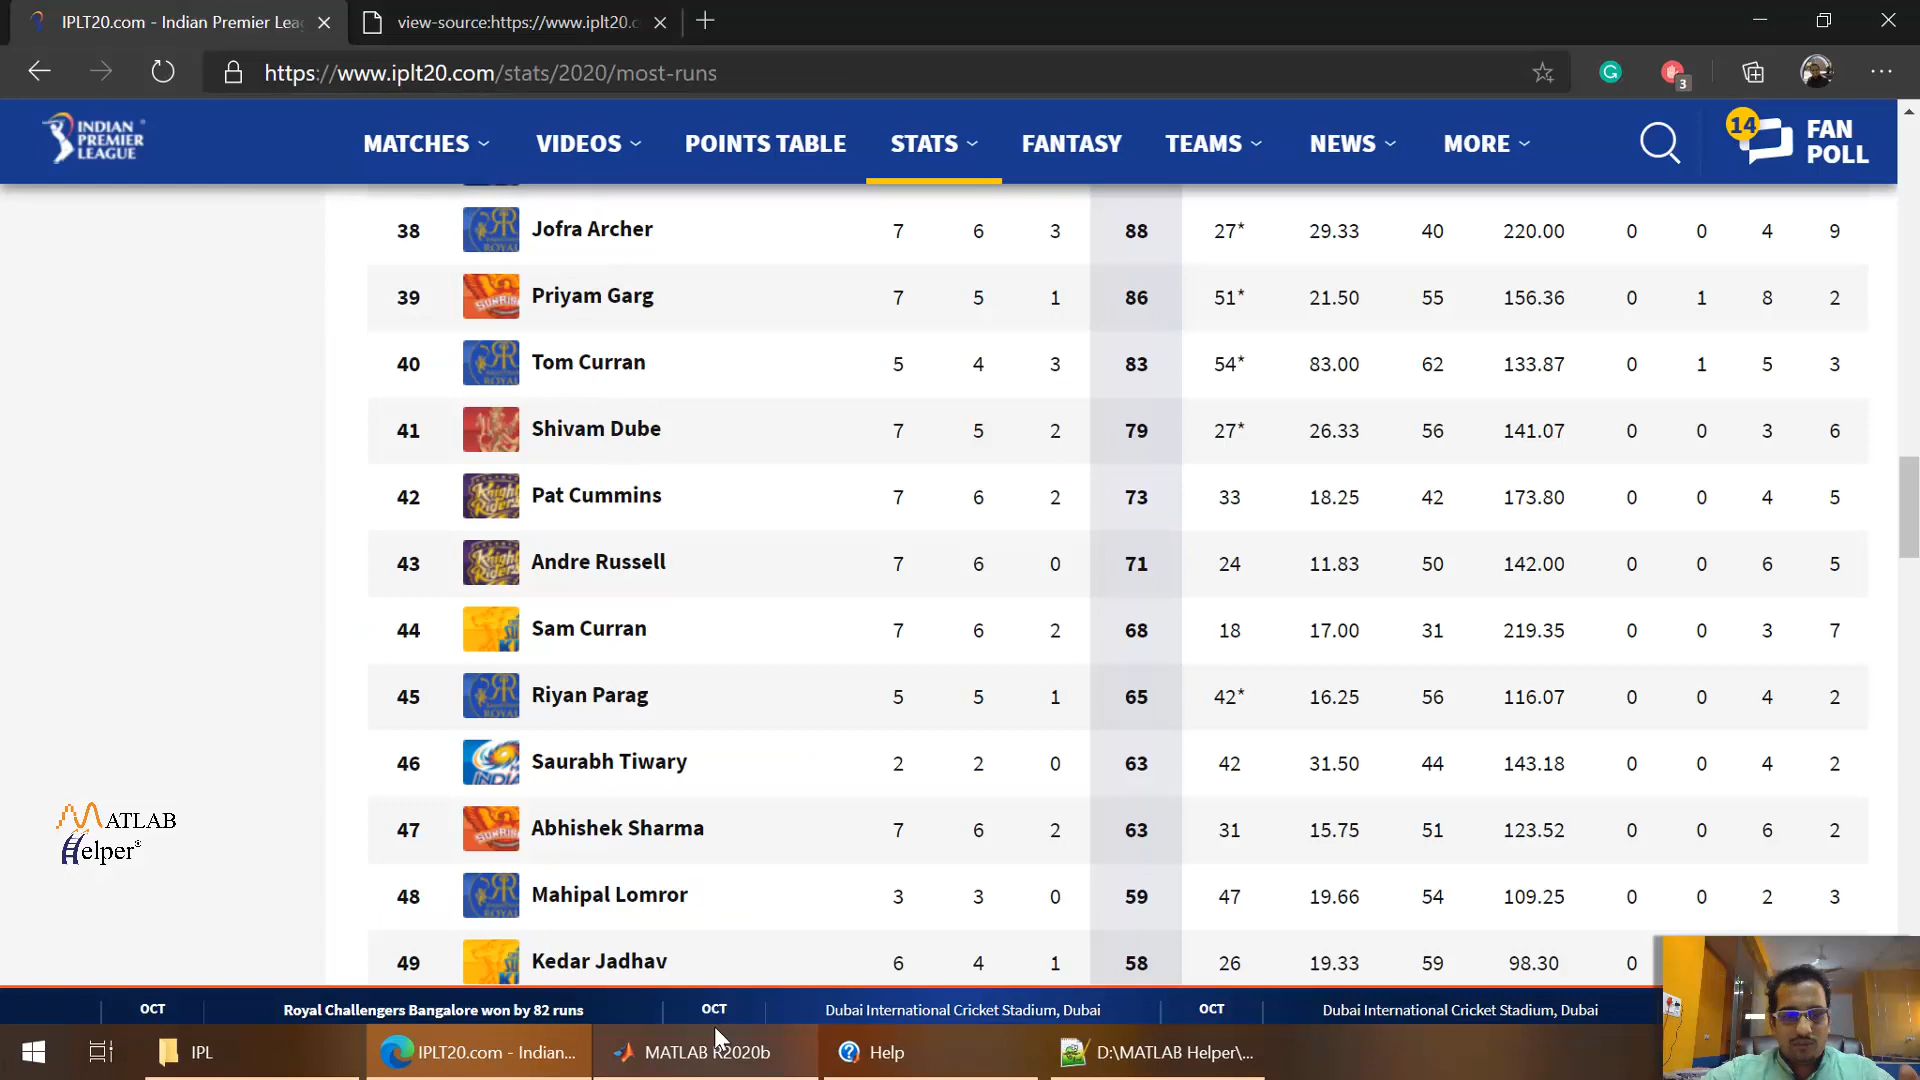 IPLT20.com - Indian Premier Lea
view-source:https://www.iplt20.c
https://www.iplt20.com/stats/2020/most-runs
3
INDIAN PREMIER LEAGUE
MATCHES VIDEOS POINTS TABLE STATS FANTASY TEAMS NEWS MORE
14 FAN POLL
38 Jofra Archer 7 6 3 88 27* 29.33 40 220.00 0 0 4 9
39 Priyam Garg 7 5 1 86 51* 21.50 55 156.36 0 1 8 2
40 Tom Curran 5 4 3 83 54* 83.00 62 133.87 0 1 5 3
41 Shivam Dube 7 5 2 79 27* 26.33 56 141.07 0 0 3 6
42 Pat Cummins 7 6 2 73 33 18.25 42 173.80 0 0 4 5
43 Andre Russell 7 6 0 71 24 11.83 50 142.00 0 0 6 5
44 Sam Curran 7 6 2 68 18 17.00 31 219.35 0 0 3 7
45 Riyan Parag 5 5 1 65 42* 16.25 56 116.07 0 0 4 2
46 Saurabh Tiwary 2 2 0 63 42 31.50 44 143.18 0 0 4 2
47 Abhishek Sharma 7 6 2 63 31 15.75 51 123.52 0 0 6 2
48 Mahipal Lomror 3 3 0 59 47 19.66 54 109.25 0 0 2 3
49 Kedar Jadhav 6 4 1 58 26 19.33 59 98.30 0
MATLAB Helper®
OCT Royal Challengers Bangalore won by 82 runs OCT Dubai International Cricket Stadium, Dubai OCT Dubai International Cricket Stadium, Dubai
IPL IPLT20.com - Indian... MATLAB R2020b Help D:\MATLAB Helper\...